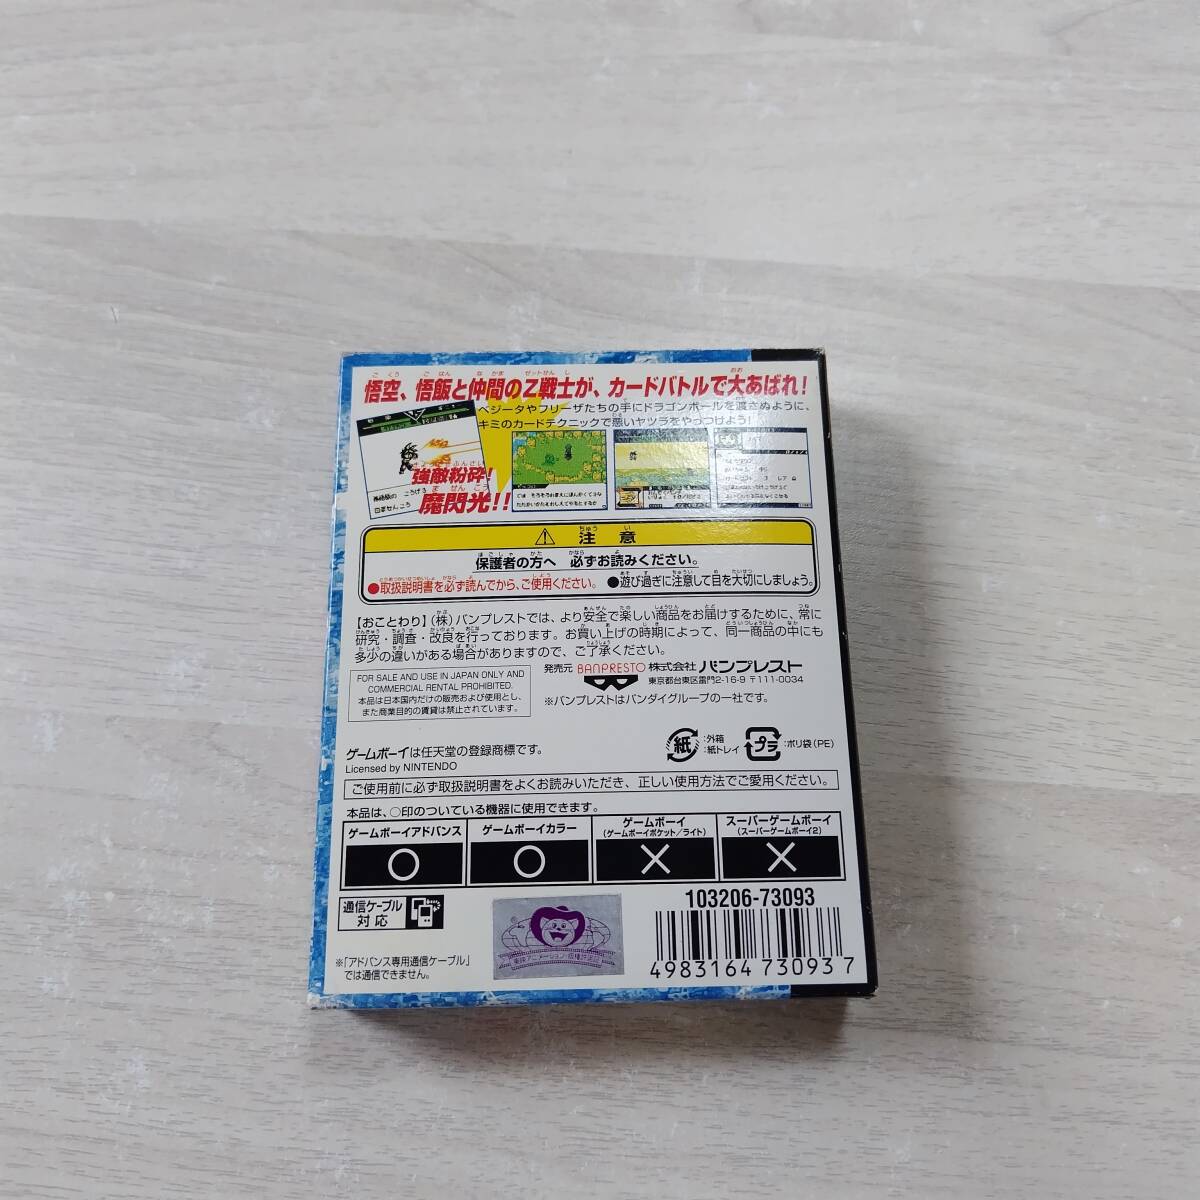 悟空、悟飯と仲間のZ戦士が、カードバトルで大あばれ!
ベジータやフリーザたちの手にドラゴンボールを渡さぬように、
キミのカードテクニックで悪いヤツラをやっつけよう!
強敵粉砕!
魔閃光!!
注意
保護者の方へ 必ずお読みください。
●取扱説明書を必ず読んでから、ご使用ください。 ●遊び過ぎに注意して目を大切にしましょう。
【おことわり】(株)バンプレストでは、より安全で楽しい商品をお届けするために、常に
研究・調査・改良を行っております。お買い上げの時期によって、同一商品の中にも
多少の違いがある場合がありますので、ご了承ください。
FOR SALE AND USE IN JAPAN ONLY AND
COMMERCIAL RENTAL PROHIBITED.
本品は日本国内だけの販売および使用とし、
また商業目的の賃貸は禁止されています。
発売元 BANPRESTO 株式会社 バンプレスト
東京都台東区雷門2-16-9 〒111-0034
※バンプレストはバンダイグループの一社です。
ゲームボーイは任天堂の登録商標です。
Licensed by NINTENDO
紙 :外箱
:紙トレイ
プラ :ポリ袋(PE)
ご使用前に必ず取扱説明書をよくお読みいただき、正しい使用方法でご愛用ください。
本品は、○印のついている機器に使用できます。
ゲームボーイアドバンス ゲームボーイカラー ゲームボーイ スーパーゲームボーイ
(ゲームボーイポケット/ライト) (スーパーゲームボーイ2)
○ ○ × ×
通信ケーブル
対応
※「アドバンス専用通信ケーブル」
では通信できません。
東映アニメーション・版権許諾証
103206-73093
4983164 730937